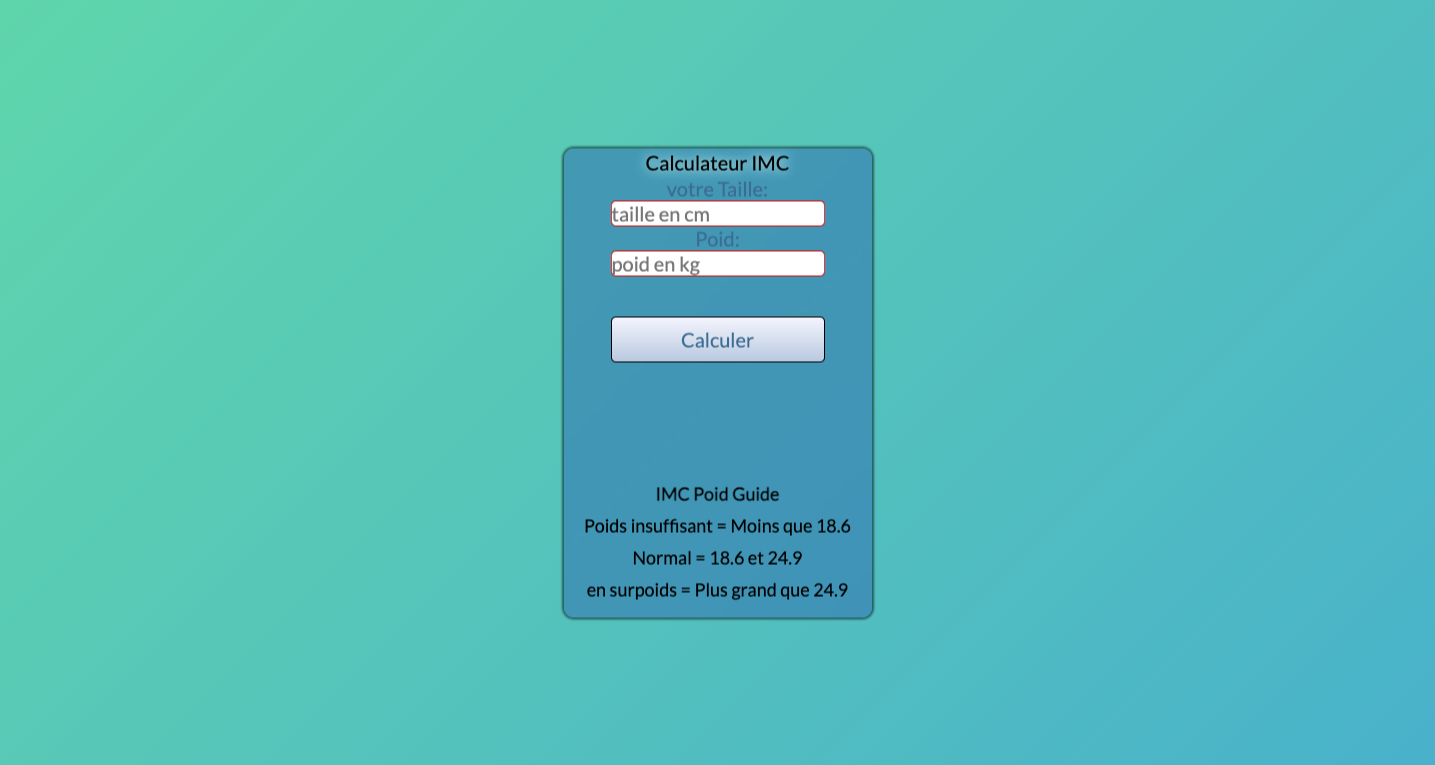 Calculateur IMC
votre Taille:
taille en cm
Poid:
poid en kg
Calculer
IMC Poid Guide
Poids insuffisant = Moins que 18.6
Normal = 18.6 et 24.9
en surpoids = Plus grand que 24.9